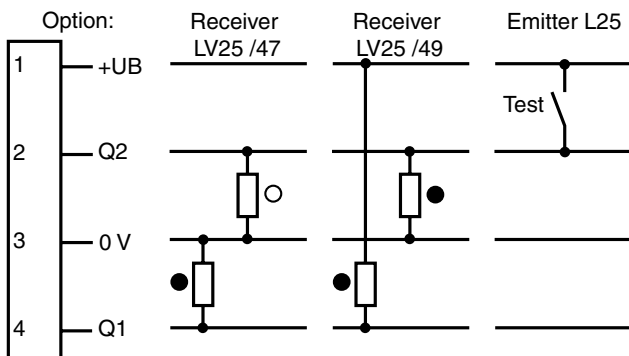 Option:
Receiver
LV25 /47
Receiver
LV25 /49
Emitter L25
1
+UB
Test
2
Q2
3
0 V
4
Q1